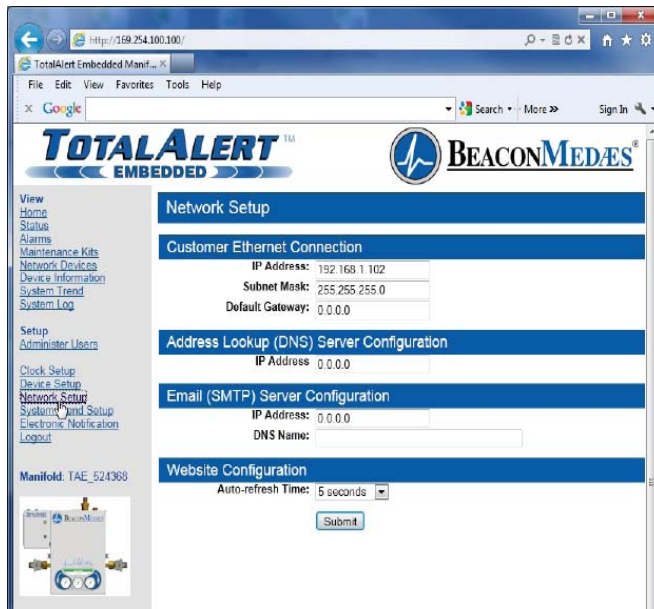 http://169.254.100.100/
TotalAlert Embedded Manif...
File Edit View Favorites Tools Help
x Google Search More >> Sign In
TOTALALERT™
EMBEDDED
BEACONMEDÆS®
View
Home
Status
Alarms
Maintenance Kits
Network Devices
Device Information
System Trend
System Log
Setup
Administer Users
Clock Setup
Device Setup
Network Setup
System Trend Setup
Electronic Notification
Logout
Manifold: TAE_524368
BeaconMedæs
Network Setup
Customer Ethernet Connection
IP Address: 192.168.1.102
Subnet Mask: 255.255.255.0
Default Gateway: 0.0.0.0
Address Lookup (DNS) Server Configuration
IP Address 0.0.0.0
Email (SMTP) Server Configuration
IP Address: 0.0.0.0
DNS Name:
Website Configuration
Auto-refresh Time: 5 seconds
Submit